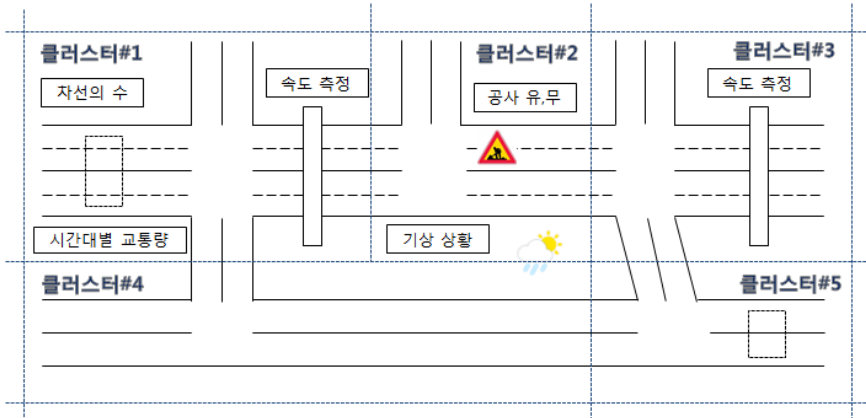 클러스터#1
클러스터#2
클러스터#3
차선의 수
속도 측정
공사 유,무
속도 측정
시간대별 교통량
기상 상황
클러스터#4
클러스터#5